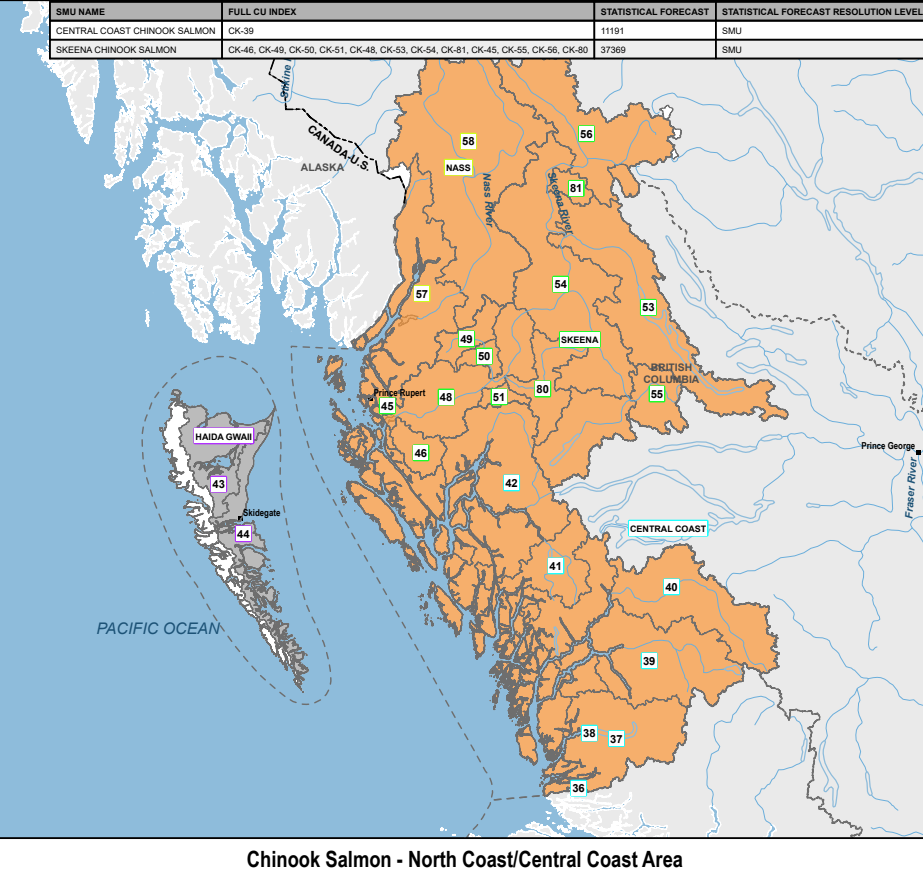 SMU NAME FULL CU INDEX STATISTICAL FORECAST STATISTICAL FORECAST RESOLUTION LEVEL
CENTRAL COAST CHINOOK SALMON CK-39 11191 SMU
SKEENA CHINOOK SALMON CK-46, CK-49, CK-50, CK-51, CK-48, CK-53, CK-54, CK-81, CK-45, CK-55, CK-56, CK-80 37369 SMU
CANADA
U.S.
ALASKA
58
NASS
Nass River
56
81
Skeena River
57
54
53
49
50
SKEENA
BRITISH
COLUMBIA
55
Prince Rupert
45
48
51
80
46
42
HAIDA GWAII
43
Skidegate
44
Prince George
Fraser River
CENTRAL COAST
41
40
PACIFIC OCEAN
39
38
37
36
Chinook Salmon - North Coast/Central Coast Area